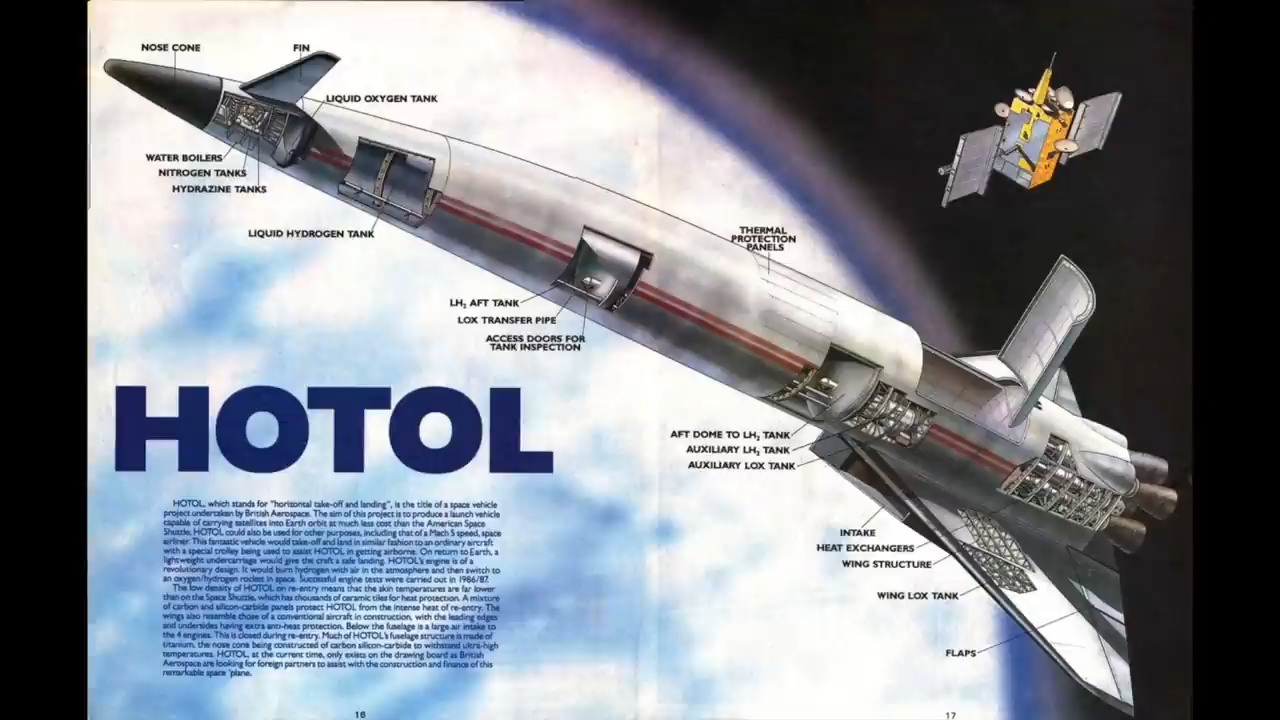 NOSE CONE
FIN
LIQUID OXYGEN TANK
WATER BOILERS
NITROGEN TANKS
HYDRAZINE TANKS
LIQUID HYDROGEN TANK
THERMAL
PROTECTION
PANELS
LH₂ AFT TANK
LOX TRANSFER PIPE
ACCESS DOORS FOR
TANK INSPECTION
HOTOL
AFT DOME TO LH₂ TANK
AUXILIARY LH₂ TANK
AUXILIARY LOX TANK
INTAKE
HEAT EXCHANGERS
WING STRUCTURE
WING LOX TANK
FLAPS
HOTOL, which stands for "horizontal take-off and landing", is the title of a space vehicle
project undertaken by British Aerospace. The aim of this project is to produce a launch vehicle
capable of carrying satellites into Earth orbit at much less cost than the American Space
Shuttle. HOTOL could also be used for other purposes, including that of a Mach 5 speed, space
airliner. This fantastic vehicle would take-off and land in similar fashion to an ordinary aircraft
with a special trolley being used to assist HOTOL in getting airborne. On return to Earth, a
lightweight undercarriage would give the craft a safe landing. HOTOL's engine is of a
revolutionary design. It would burn hydrogen with air in the atmosphere and then switch to
an oxygen/hydrogen rocket in space. Successful engine tests were carried out in 1986/87.
The low density of HOTOL on re-entry means that the skin temperatures are far lower
than on the Space Shuttle, which has thousands of ceramic tiles for heat protection. A mixture
of carbon and silicon-carbide panels protect HOTOL from the intense heat of re-entry. The
wings also resemble those of a conventional aircraft in construction, with the leading edges
and undersides having extra anti-heat protection. Below the fuselage is a large air intake to
the 4 engines. This is closed during re-entry. Much of HOTOL's fuselage structure is made of
titanium, the nose cone being constructed of carbon silicon-carbide to withstand ultra-high
temperatures. HOTOL, at the current time, only exists on the drawing board as British
Aerospace are looking for foreign partners to assist with the construction and finance of this
remarkable space 'plane.
16
17